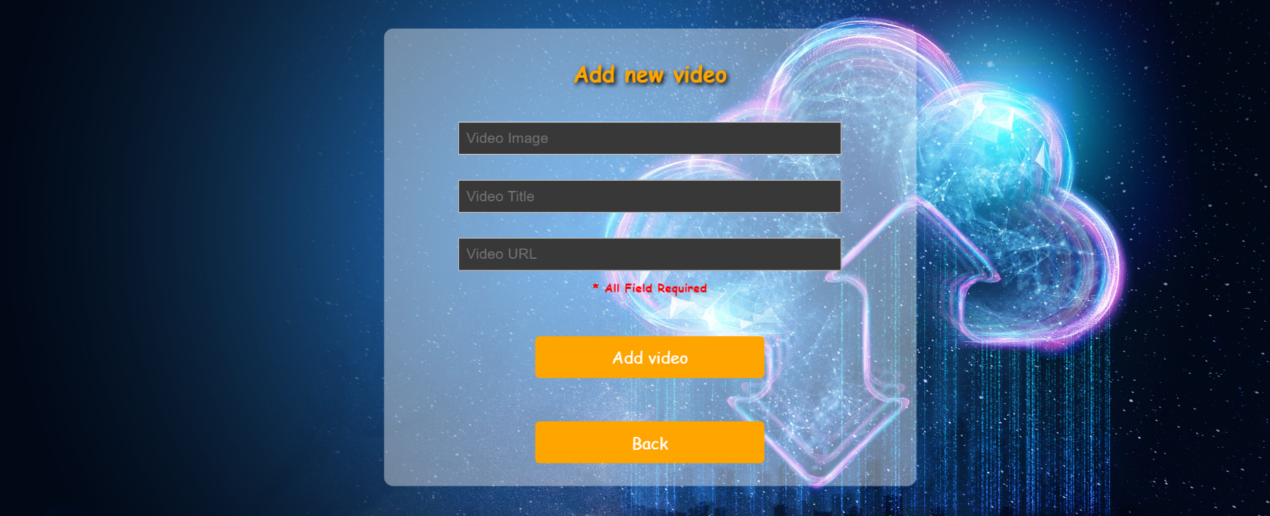 Add new video
Video Image
Video Title
Video URL
* All Field Required
Add video
Back